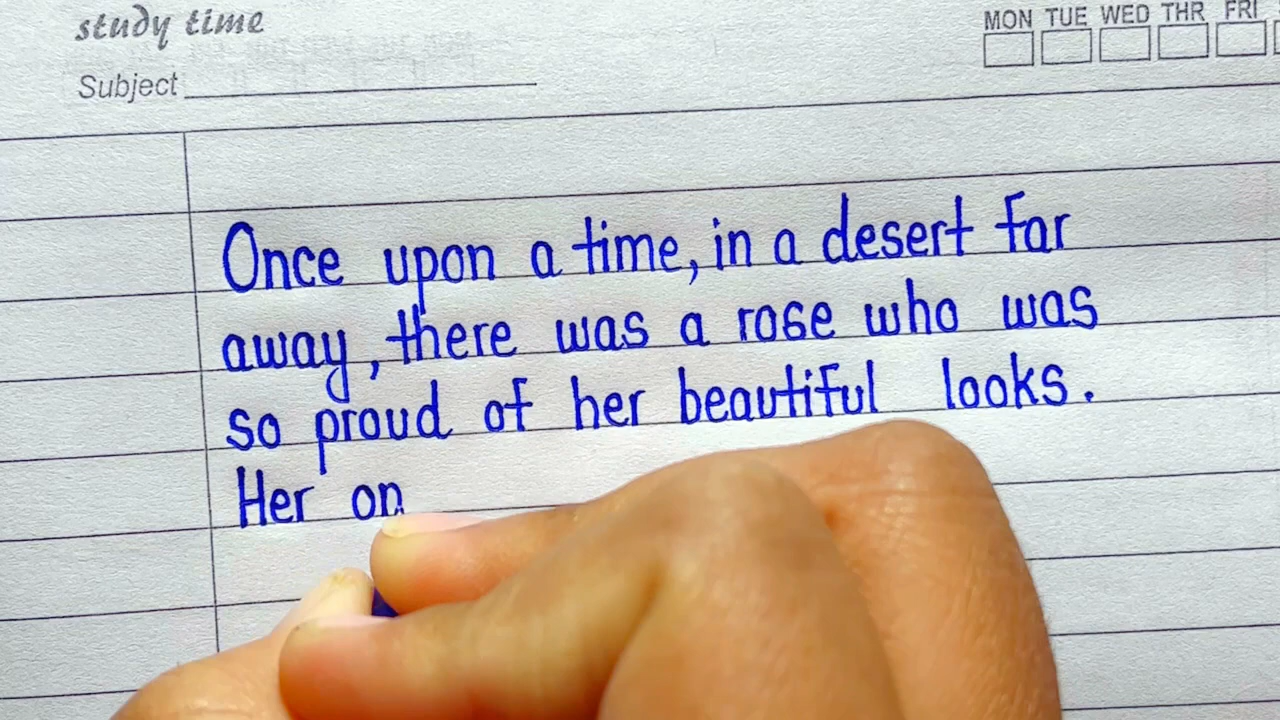 study time
MON TUE WED THR FRI
Subject
Once upon a time, in a desert far
away, there was a rose who was
so proud of her beautiful looks.
Her on